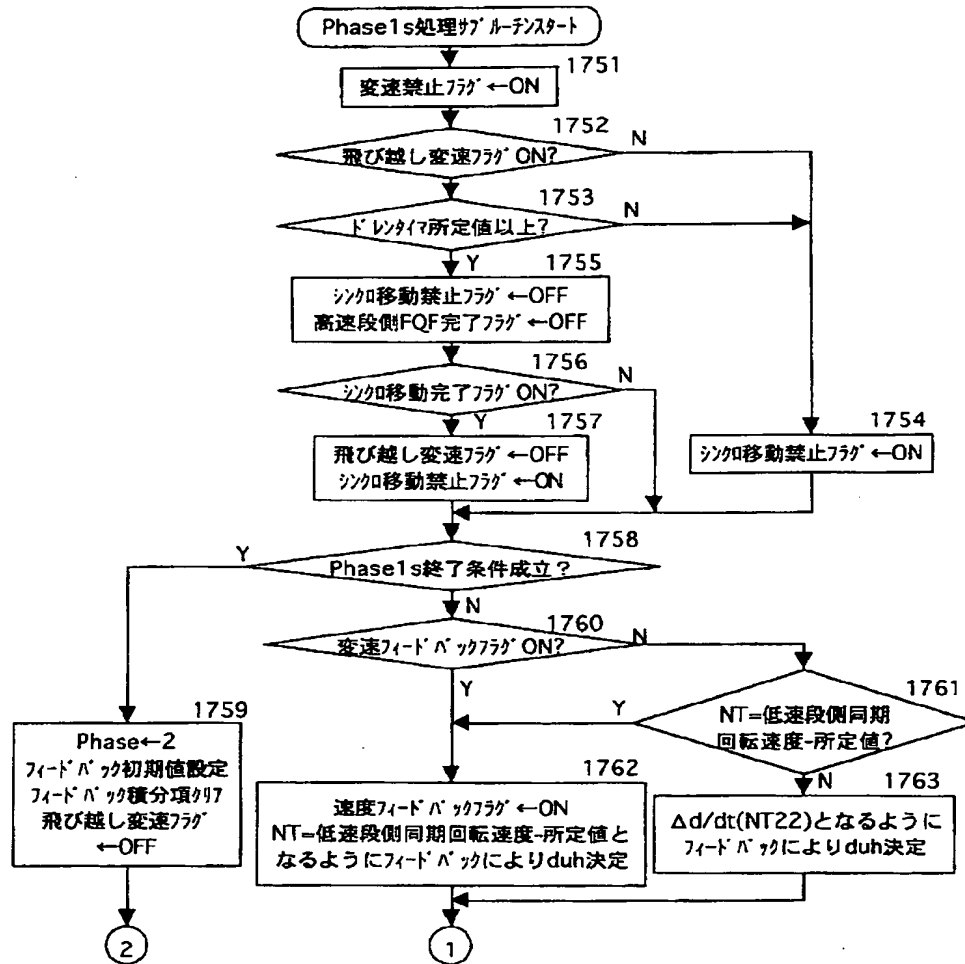 Phase1s処理ｻﾌﾞﾙｰﾁﾝスタート
1751
変速禁止ﾌﾗｸﾞ←ON
1752
飛び越し変速ﾌﾗｸﾞON?
N
1753
ﾄﾞﾚﾝﾀｲﾏ所定値以上?
N
Y
1755
ｼﾝｸﾛ移動禁止ﾌﾗｸﾞ←OFF
高速段側FQF完了ﾌﾗｸﾞ←OFF
1756
ｼﾝｸﾛ移動完了ﾌﾗｸﾞON?
N
Y
1757
飛び越し変速ﾌﾗｸﾞ←OFF
ｼﾝｸﾛ移動禁止ﾌﾗｸﾞ←ON
1754
ｼﾝｸﾛ移動禁止ﾌﾗｸﾞ←ON
1758
Phase1s終了条件成立?
Y
N
1760
変速ﾌｨｰﾄﾞﾊﾞｯｸﾌﾗｸﾞON?
N
Y
1761
NT=低速段側同期
回転速度-所定値?
Y
N
1759
Phase←2
ﾌｨｰﾄﾞﾊﾞｯｸ初期値設定
ﾌｨｰﾄﾞﾊﾞｯｸ積分項ｸﾘｱ
飛び越し変速ﾌﾗｸﾞ
←OFF
1762
速度ﾌｨｰﾄﾞﾊﾞｯｸﾌﾗｸﾞ←ON
NT=低速段側同期回転速度-所定値と
なるようにﾌｨｰﾄﾞﾊﾞｯｸによりduh決定
1763
Δd/dt(NT22)となるように
ﾌｨｰﾄﾞﾊﾞｯｸによりduh決定
2
1